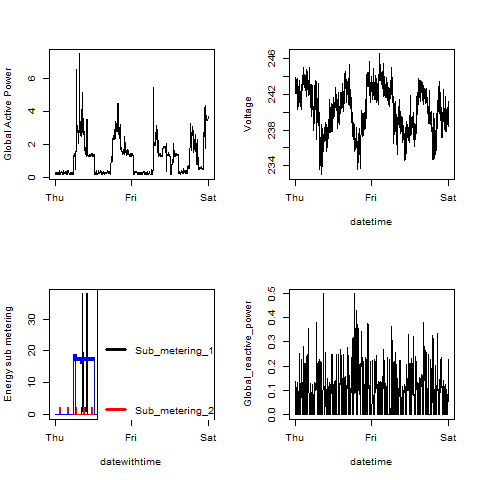 Global Active Power
6
4
2
0
Thu Fri Sat
Voltage
246
242
238
234
Thu Fri Sat
datetime
Energy sub metering
30
20
10
0
Sub_metering_1
Sub_metering_2
Thu Fri Sat
datewithtime
Global_reactive_power
0.5
0.4
0.3
0.2
0.1
0.0
Thu Fri Sat
datetime